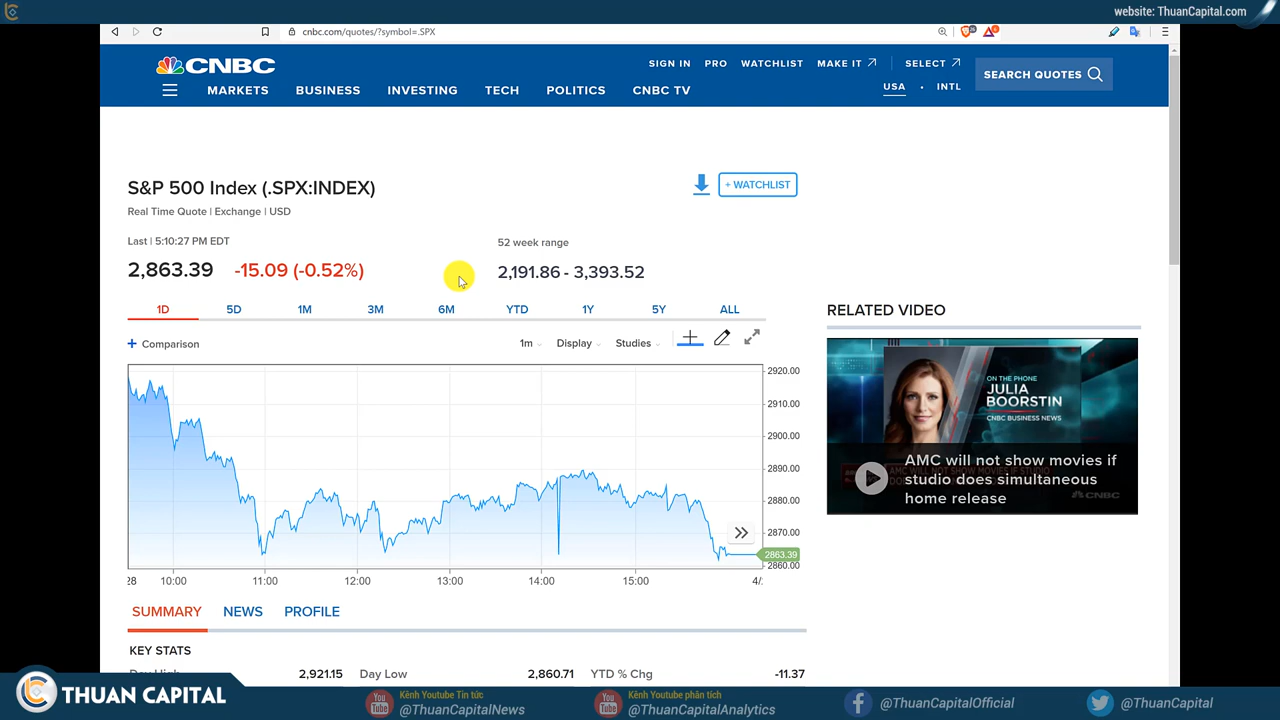 website: ThuanCapital.com
cnbc.com/quotes/?symbol=.SPX
CNBC
SIGN IN PRO WATCHLIST MAKE IT SELECT
SEARCH QUOTES
USA • INTL
MARKETS BUSINESS INVESTING TECH POLITICS CNBC TV
S&P 500 Index (.SPX:INDEX)
+ WATCHLIST
Real Time Quote | Exchange | USD
Last | 5:10:27 PM EDT
52 week range
2,863.39 -15.09 (-0.52%)
2,191.86 - 3,393.52
1D 5D 1M 3M 6M YTD 1Y 5Y ALL
+ Comparison
1m Display Studies
2920.00
2910.00
2900.00
2890.00
2880.00
2870.00
2863.39
2860.00
28 10:00 11:00 12:00 13:00 14:00 15:00 4/
RELATED VIDEO
ON THE PHONE
JULIA
BOORSTIN
CNBC BUSINESS NEWS
AMC will not show movies if
studio does simultaneous
home release
CNBC
SUMMARY NEWS PROFILE
KEY STATS
Day High 2,921.15 Day Low 2,860.71 YTD % Chg -11.37
THUAN CAPITAL
Kênh Youtube Tin tức
@ThuanCapitalNews
Kênh Youtube phân tích
@ThuanCapitalAnalytics
@ThuanCapitalOfficial
@ThuanCapital